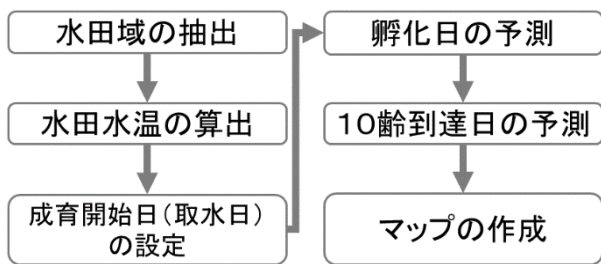 水田域の抽出
水田水温の算出
成育開始日(取水日)
の設定
孵化日の予測
10齢到達日の予測
マップの作成